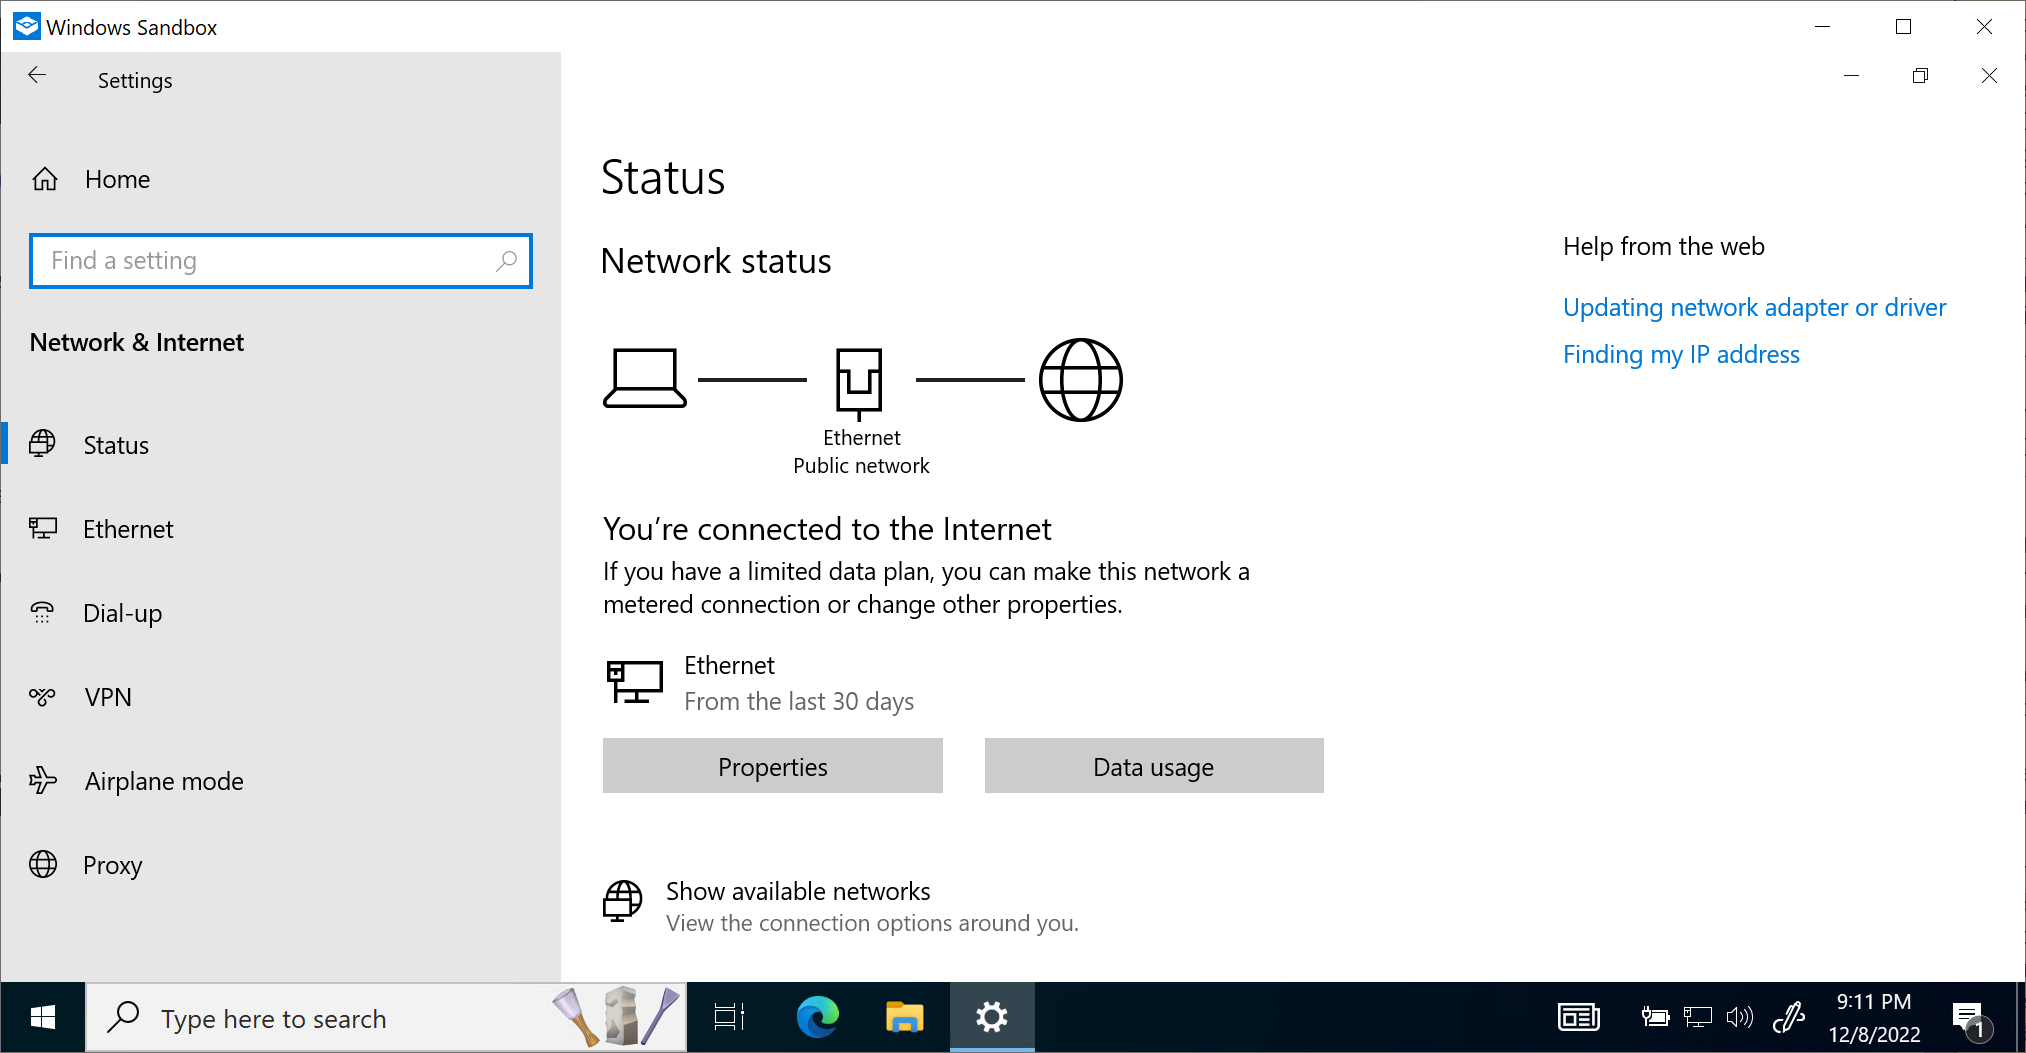 Windows Sandbox
Settings
Home
Find a setting
Network & Internet
Status
Ethernet
Dial-up
VPN
Airplane mode
Proxy
Status
Network status
Ethernet
Public network
You're connected to the Internet
If you have a limited data plan, you can make this network a
metered connection or change other properties.
Ethernet
From the last 30 days
Properties
Data usage
Show available networks
View the connection options around you.
Help from the web
Updating network adapter or driver
Finding my IP address
Type here to search
9:11 PM
12/8/2022
1